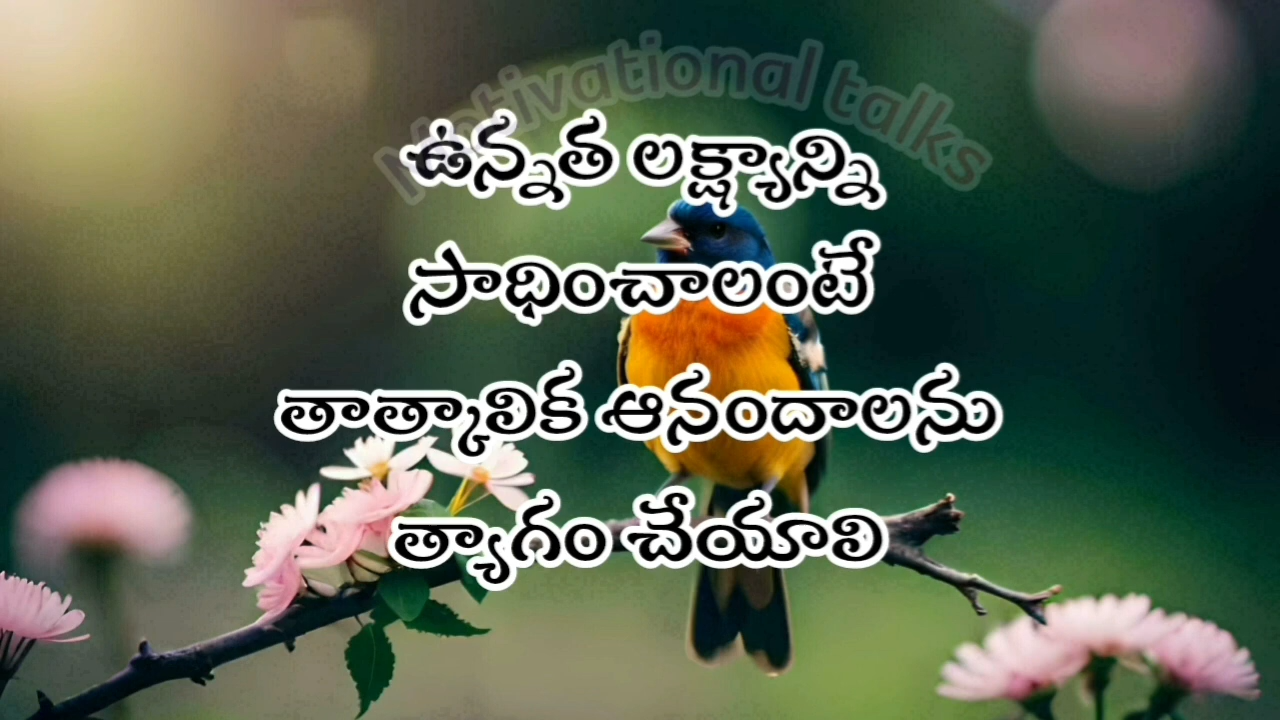 Motivational talks
ఉన్నత లక్ష్యాన్ని
సాధించాలంటే
తాత్కాలిక ఆనందాలను
త్యాగం చేయాలి